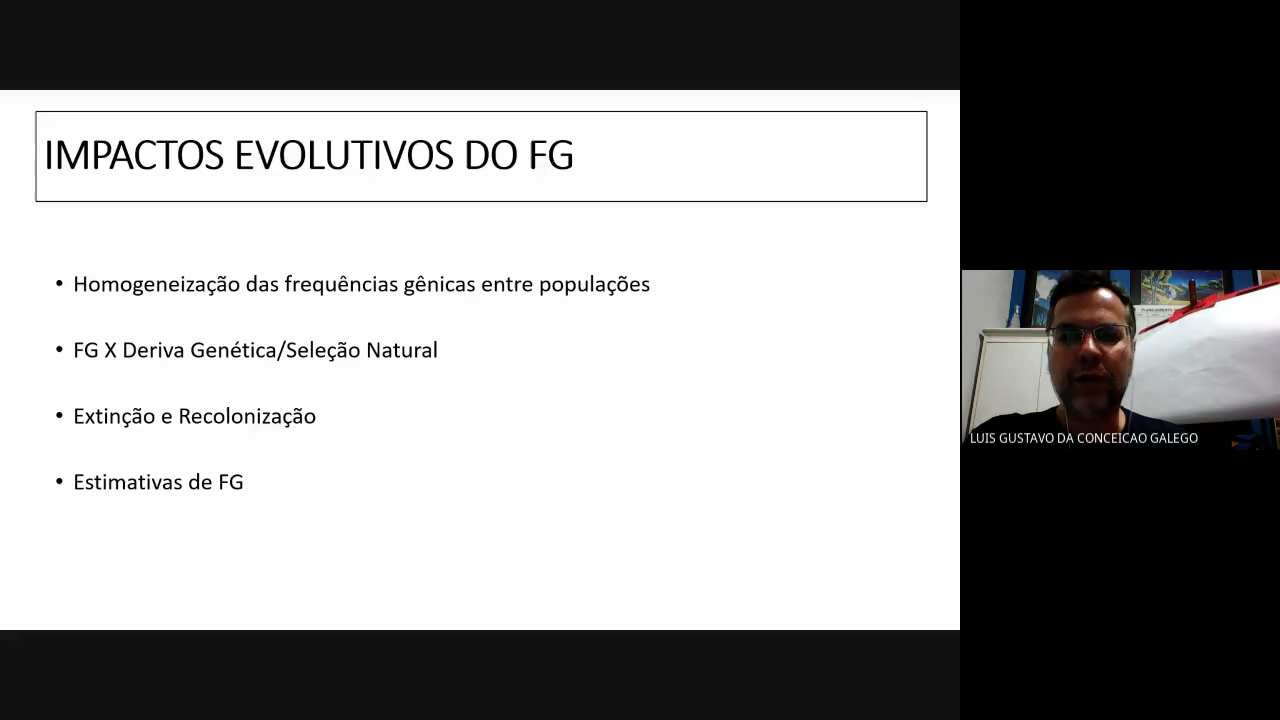 IMPACTOS EVOLUTIVOS DO FG
• Homogeneização das frequências gênicas entre populações
• FG X Deriva Genética/Seleção Natural
• Extinção e Recolonização
• Estimativas de FG
PLANEJAMENTO
LUIS GUSTAVO DA CONCEICAO GALEGO